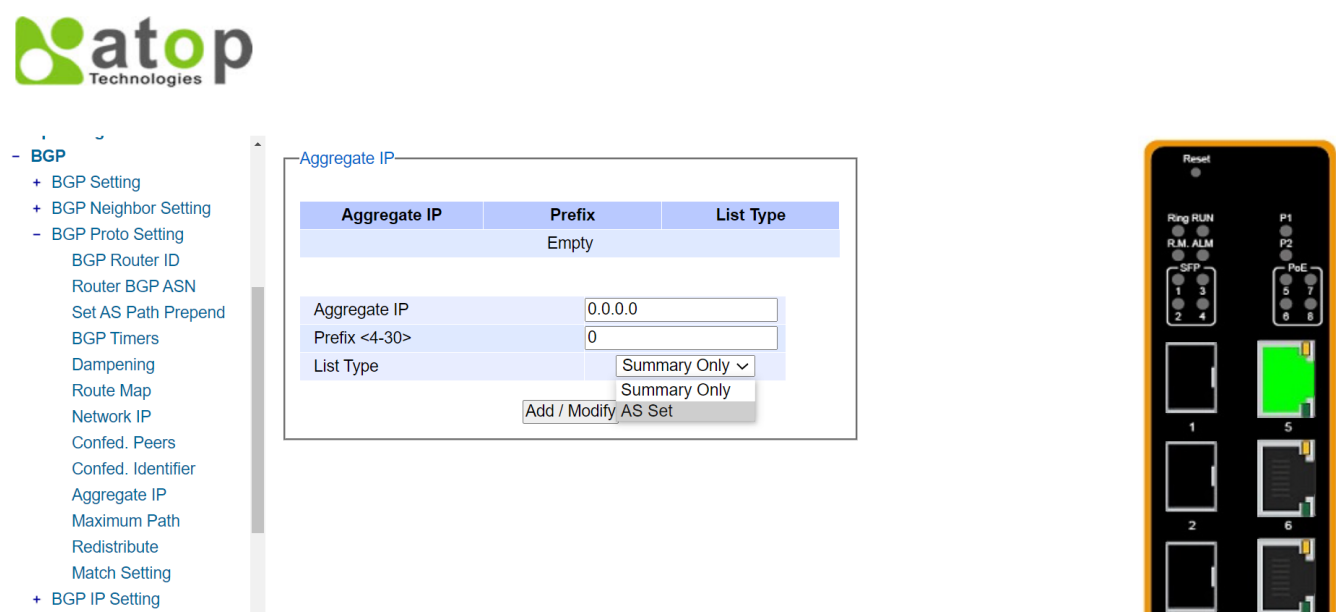 atop
Technologies
− BGP
+ BGP Setting
+ BGP Neighbor Setting
− BGP Proto Setting
BGP Router ID
Router BGP ASN
Set AS Path Prepend
BGP Timers
Dampening
Route Map
Network IP
Confed. Peers
Confed. Identifier
Aggregate IP
Maximum Path
Redistribute
Match Setting
+ BGP IP Setting
Aggregate IP
Aggregate IP Prefix List Type
Empty
Aggregate IP 0.0.0.0
Prefix <4-30> 0
List Type Summary Only
Summary Only
Add / Modify AS Set
Reset
Ring RUN P1
R.M. ALM P2
SFP PoE
1 3 5 7
2 4 6 8
1 5
2 6